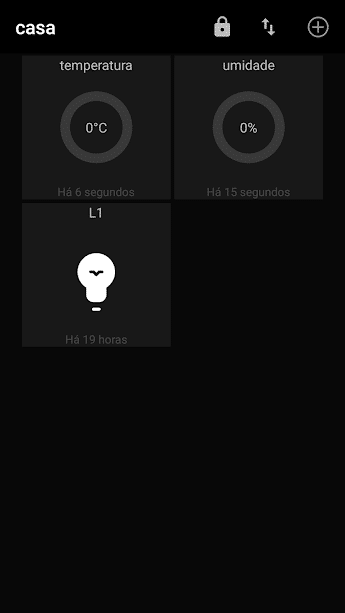 casa
temperatura
umidade
0°C
0%
Há 6 segundos
Há 15 segundos
L1
Há 19 horas